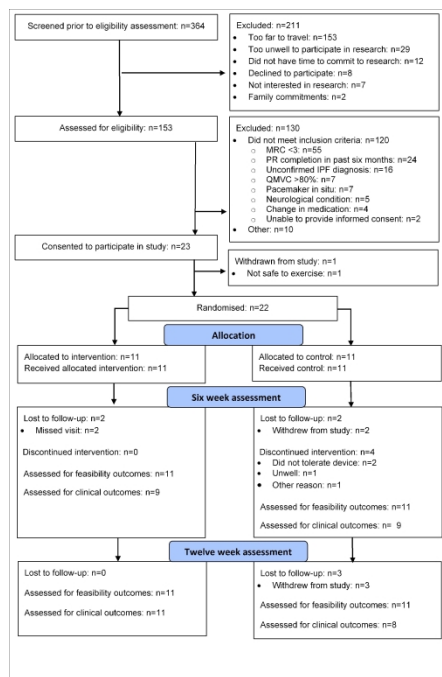 Screened prior to eligibility assessment: n=364
Excluded: n=211
• Too far to travel: n=153
• Too unwell to participate in research: n=29
• Did not have time to commit to research: n=12
• Declined to participate: n=8
• Not interested in research: n=7
• Family commitments: n=2
Assessed for eligibility: n=153
Excluded: n=130
• Did not meet inclusion criteria: n=120
o MRC <3: n=55
o PR completion in past six months: n=24
o Unconfirmed IPF diagnosis: n=16
o QMVC >80%: n=7
o Pacemaker in situ: n=7
o Neurological condition: n=5
o Change in medication: n=4
o Unable to provide informed consent: n=2
• Other: n=10
Consented to participate in study: n=23
Withdrawn from study: n=1
• Not safe to exercise: n=1
Randomised: n=22
Allocation
Allocated to intervention: n=11
Received allocated intervention: n=11
Allocated to control: n=11
Received control: n=11
Six week assessment
Lost to follow-up: n=2
• Missed visit: n=2
Discontinued intervention: n=0
Assessed for feasibility outcomes: n=11
Assessed for clinical outcomes: n=9
Lost to follow-up: n=2
• Withdrew from study: n=2
Discontinued intervention: n=4
• Did not tolerate device: n=2
• Unwell: n=1
• Other reason: n=1
Assessed for feasibility outcomes: n=11
Assessed for clinical outcomes: n= 9
Twelve week assessment
Lost to follow-up: n=0
Assessed for feasibility outcomes: n=11
Assessed for clinical outcomes: n=11
Lost to follow-up: n=3
• Withdrew from study: n=3
Assessed for feasibility outcomes: n=11
Assessed for clinical outcomes: n=8